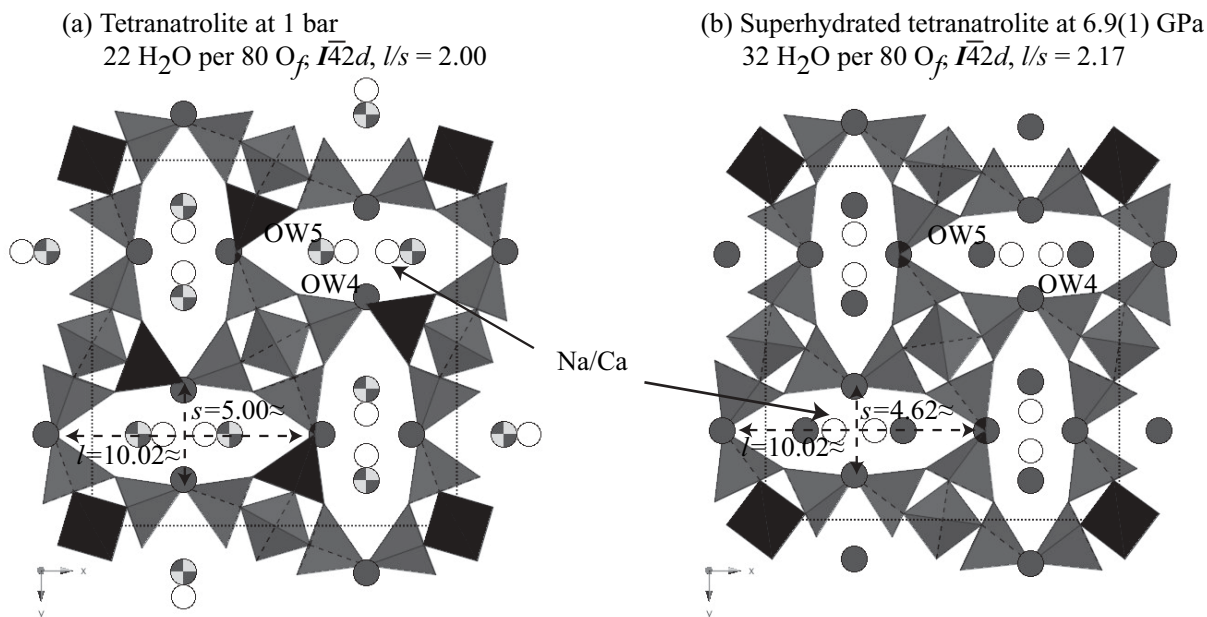 (a) Tetranatrolite at 1 bar
22 H₂O per 80 O_f; I4̅2d, l/s = 2.00
(b) Superhydrated tetranatrolite at 6.9(1) GPa
32 H₂O per 80 O_f; I4̅2d, l/s = 2.17
OW5
OW4
OW5
OW4
Na/Ca
s=5.00≈
l=10.02≈
s=4.62≈
l=10.02≈
x
y
x
y